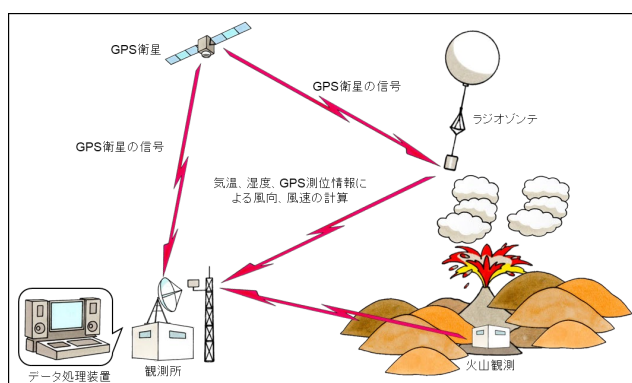 GPS衛星
GPS衛星の信号
ラジオゾンテ
GPS衛星の信号
気温、湿度、GPS測位情報に
よる風向、風速の計算
データ処理装置
観測所
火山観測